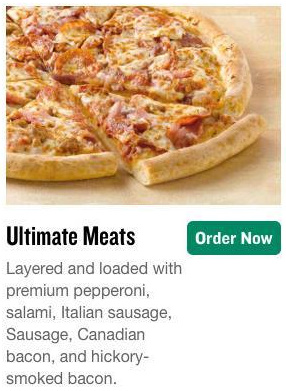 Ultimate Meats
Order Now
Layered and loaded with
premium pepperoni,
salami, Italian sausage,
Sausage, Canadian
bacon, and hickory-
smoked bacon.